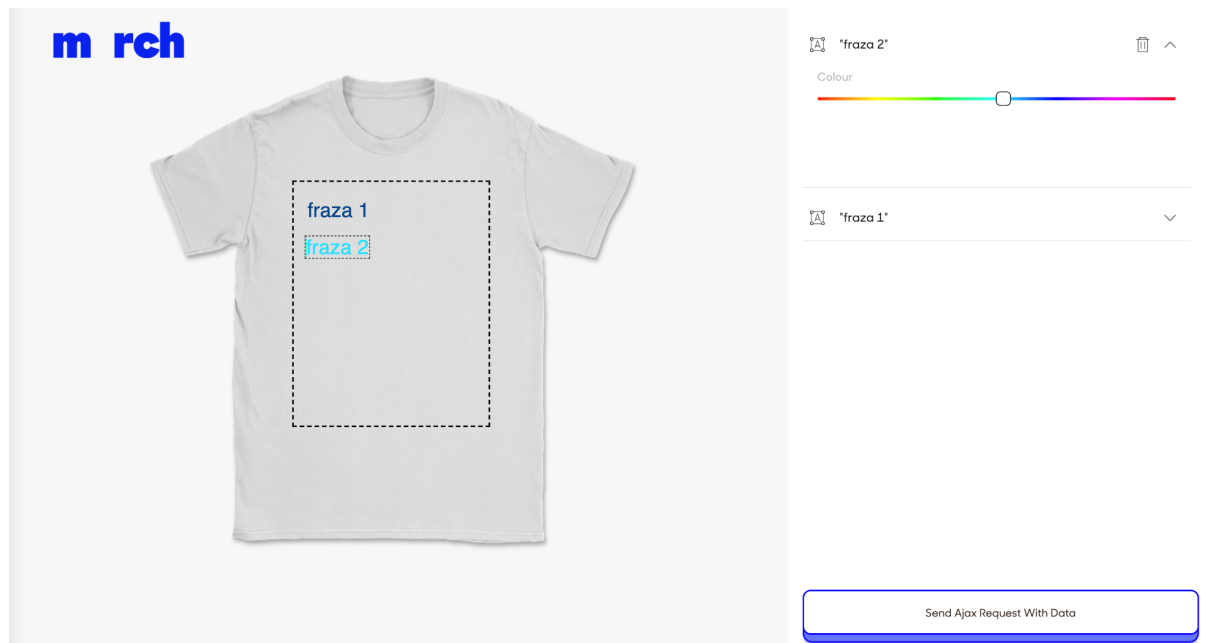 m rch
fraza 1
fraza 2
"fraza 2"
Colour
"fraza 1"
Send Ajax Request With Data